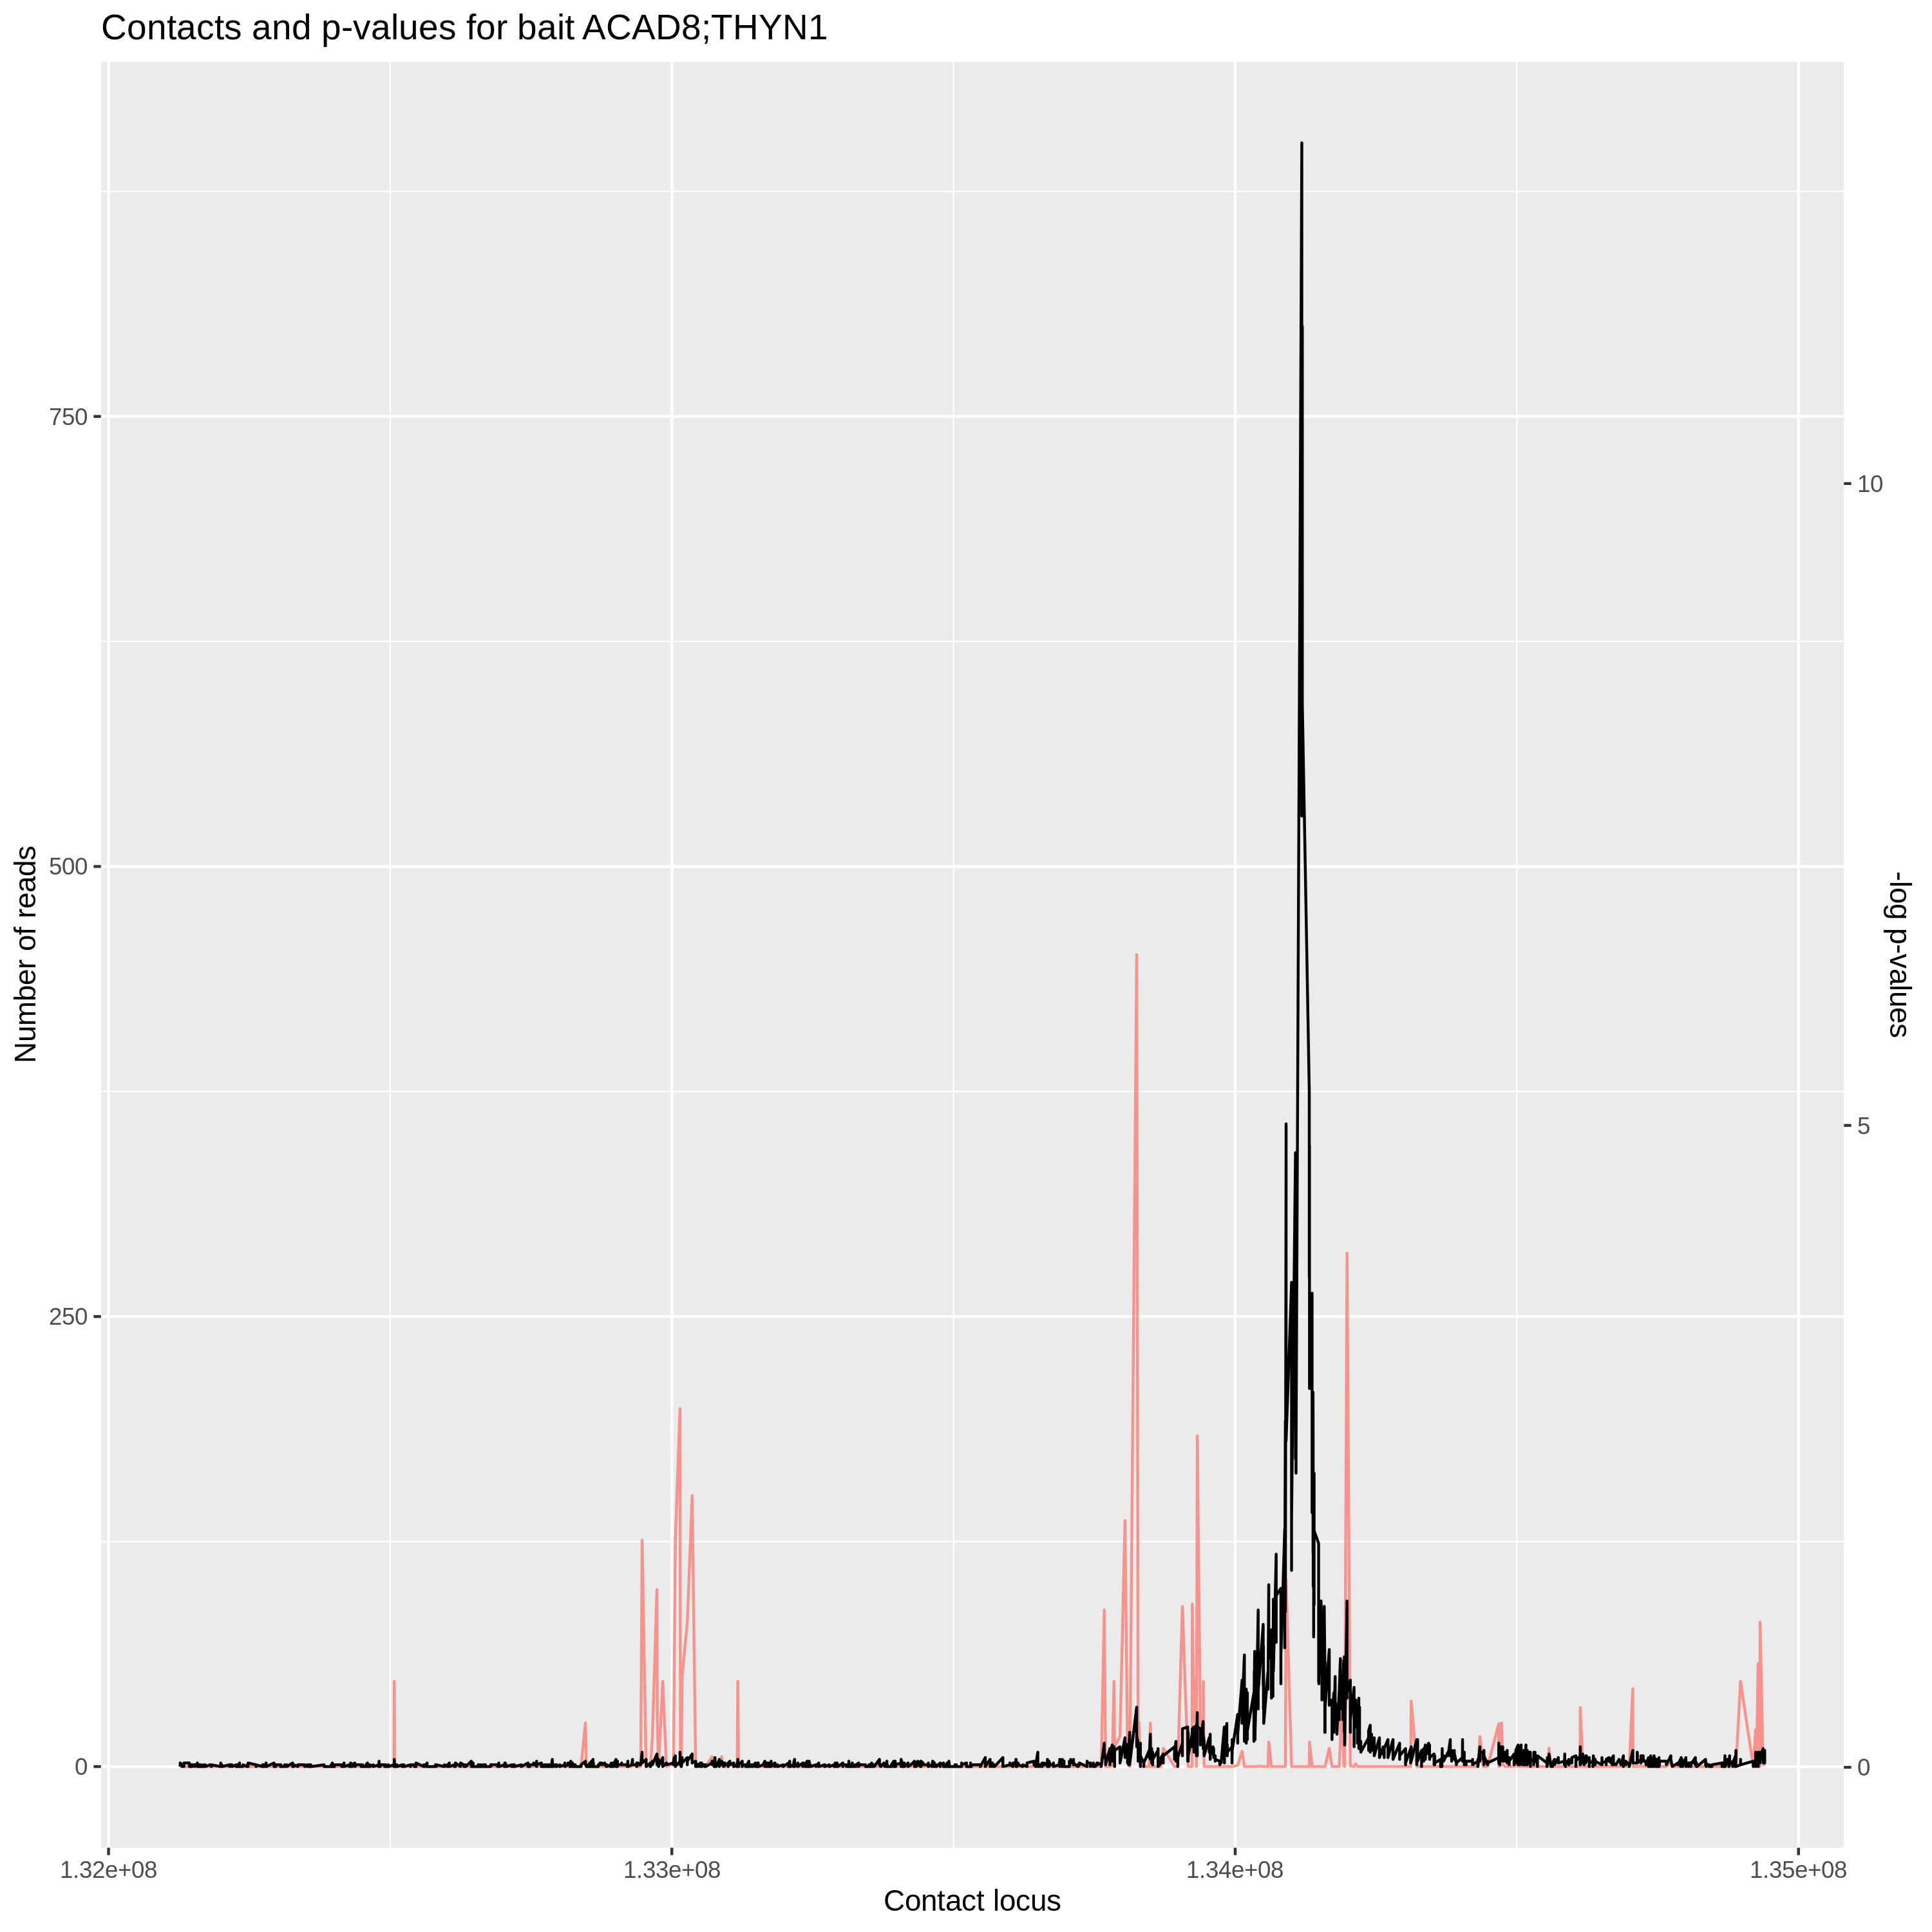 Contacts and p-values for bait ACAD8;THYN1
750
500
250
0
Number of reads
10
5
0
-log p-values
1.32e+08
1.33e+08
1.34e+08
1.35e+08
Contact locus